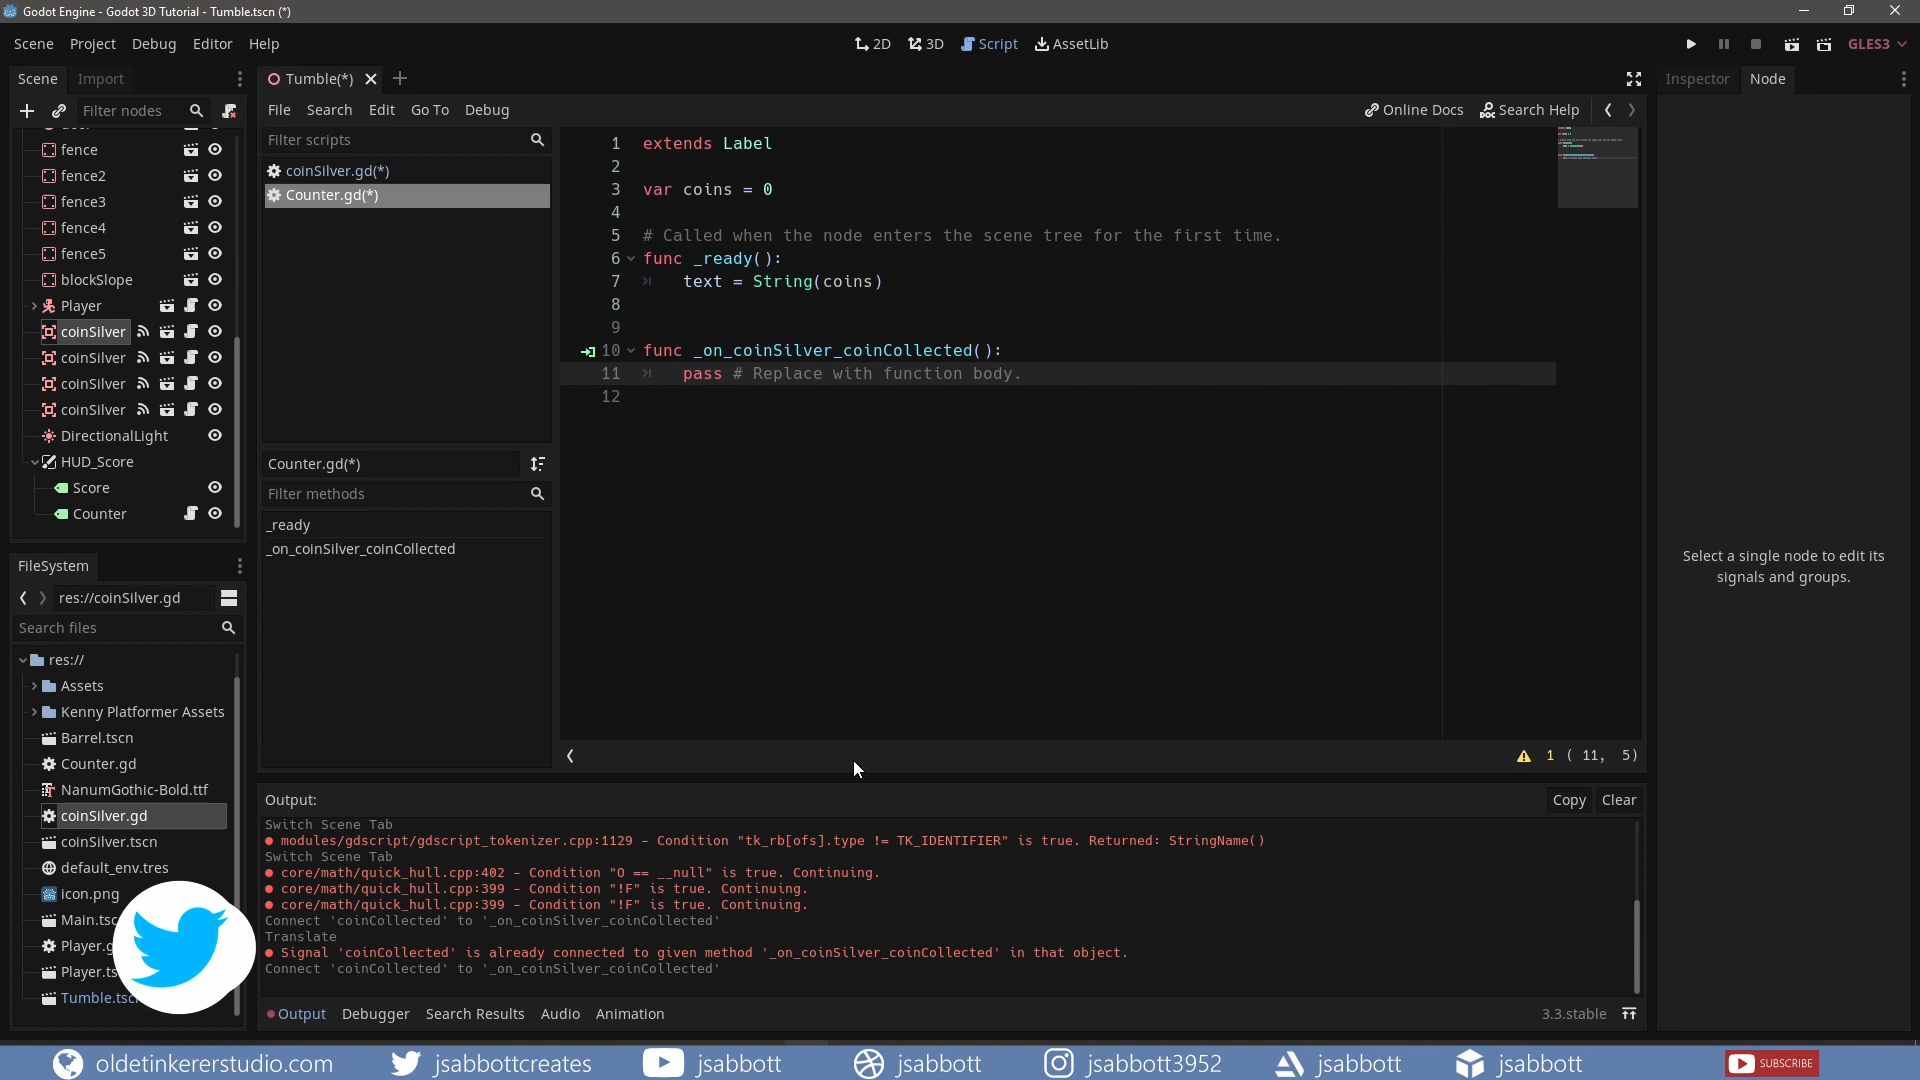 Godot Engine - Godot 3D Tutorial - Tumble.tscn (*)
Scene Project Debug Editor Help
2D 3D Script AssetLib
GLES3
Scene Import
Filter nodes
fence
fence2
fence3
fence4
fence5
blockSlope
Player
coinSilver
coinSilver
coinSilver
coinSilver
DirectionalLight
HUD_Score
Score
Counter
FileSystem
res://coinSilver.gd
Search files
res://
Assets
Kenny Platformer Assets
Barrel.tscn
Counter.gd
NanumGothic-Bold.ttf
coinSilver.gd
coinSilver.tscn
default_env.tres
icon.png
Main.tsc
Player.g
Player.ts
Tumble.tscn
Tumble(*)
File Search Edit Go To Debug
Online Docs Search Help
Filter scripts
coinSilver.gd(*)
Counter.gd(*)
Counter.gd(*)
Filter methods
_ready
_on_coinSilver_coinCollected
1 extends Label
2
3 var coins = 0
4
5 # Called when the node enters the scene tree for the first time.
6 func _ready():
7 text = String(coins)
8
9
10 func _on_coinSilver_coinCollected():
11 pass # Replace with function body.
12
1 ( 11, 5)
Output:
Copy Clear
Switch Scene Tab
modules/gdscript/gdscript_tokenizer.cpp:1129 - Condition "tk_rb[ofs].type != TK_IDENTIFIER" is true. Returned: StringName()
Switch Scene Tab
core/math/quick_hull.cpp:402 - Condition "O == __null" is true. Continuing.
core/math/quick_hull.cpp:399 - Condition "!F" is true. Continuing.
core/math/quick_hull.cpp:399 - Condition "!F" is true. Continuing.
Connect 'coinCollected' to '_on_coinSilver_coinCollected'
Translate
Signal 'coinCollected' is already connected to given method '_on_coinSilver_coinCollected' in that object.
Connect 'coinCollected' to '_on_coinSilver_coinCollected'
Output Debugger Search Results Audio Animation
3.3.stable
Inspector Node
Select a single node to edit its
signals and groups.
oldetinkererstudio.com jsabbottcreates jsabbott jsabbott jsabbott3952 jsabbott jsabbott SUBSCRIBE